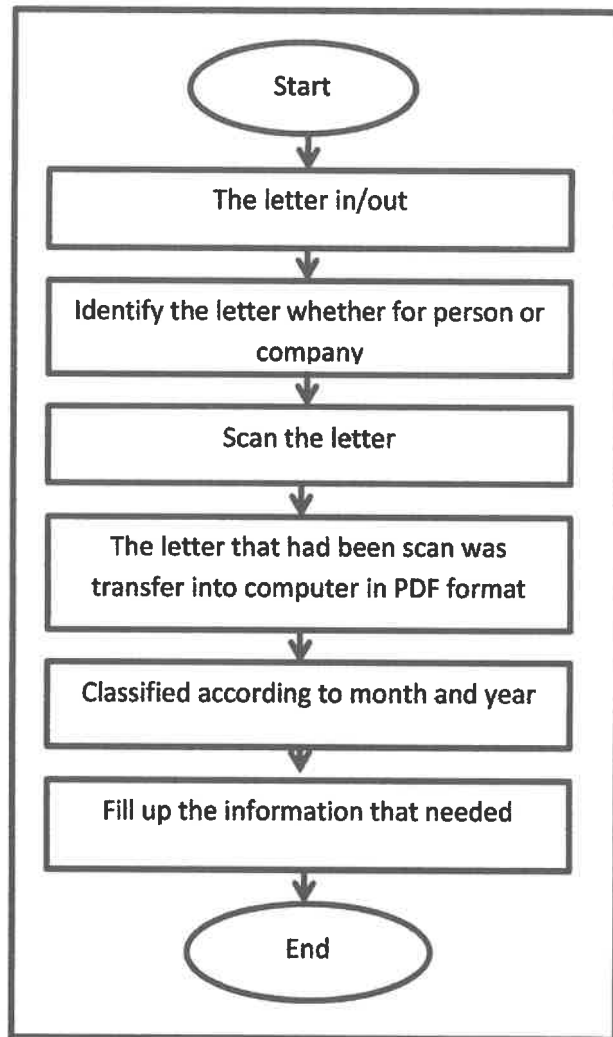 Start
The letter in/out
Identify the letter whether for person or
company
Scan the letter
The letter that had been scan was
transfer into computer in PDF format
Classified according to month and year
Fill up the information that needed
End